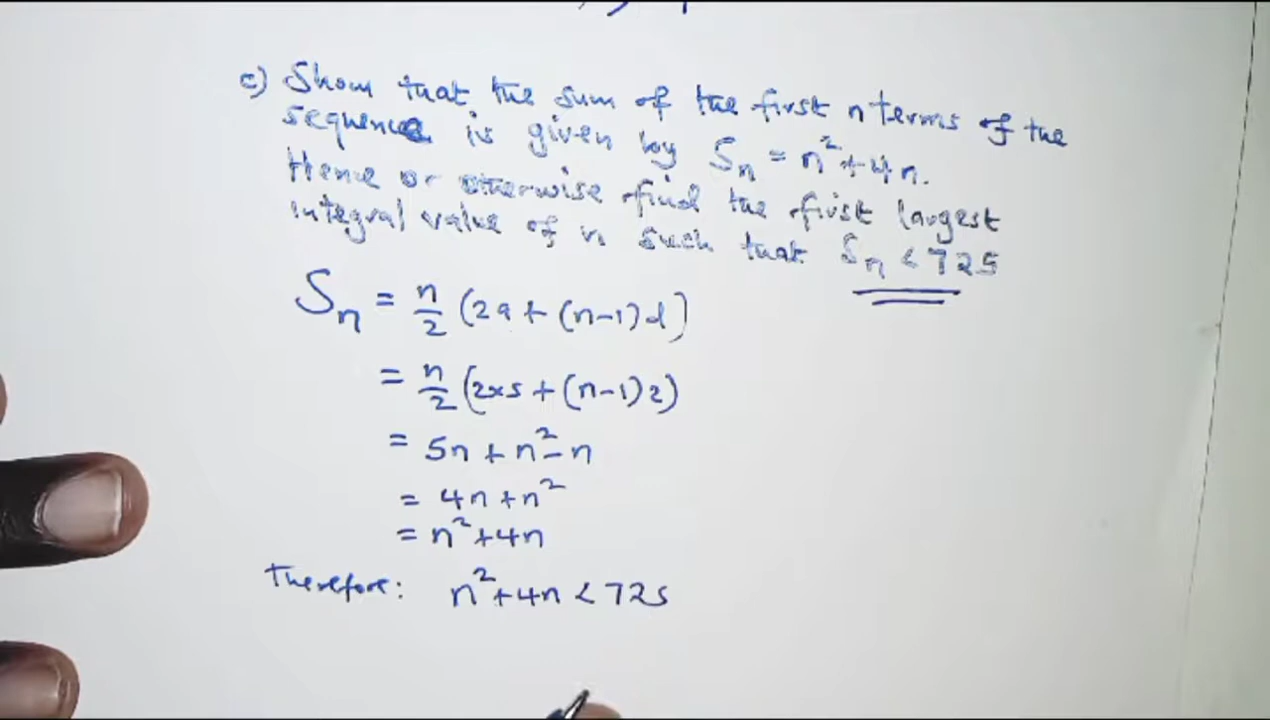 c) Show that the sum of the first n terms of the
sequence is given by Sn = n² + 4n.
Hence or otherwise find the first largest
integral value of n such that Sn < 725
Sn = n/2 (2a + (n-1)d)
= n/2 (2x5 + (n-1)2)
= 5n + n² - n
= 4n + n²
= n² + 4n
Therefore: n² + 4n < 725